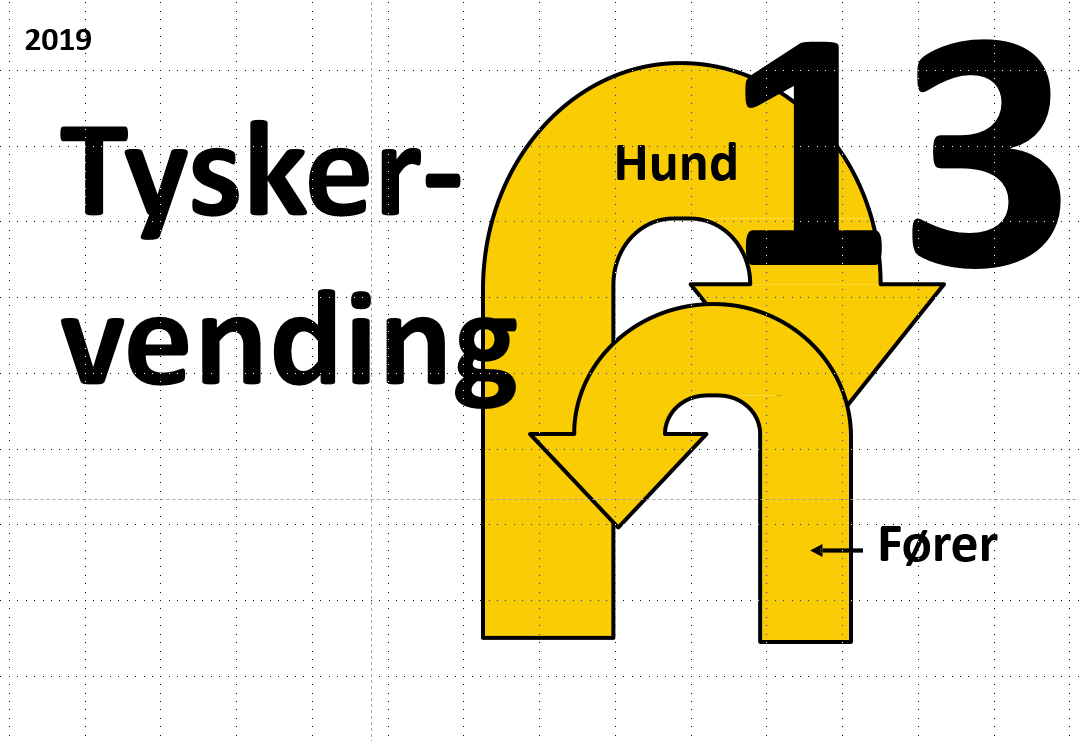 2019
13
Tysker-
vending
Hund
Fører